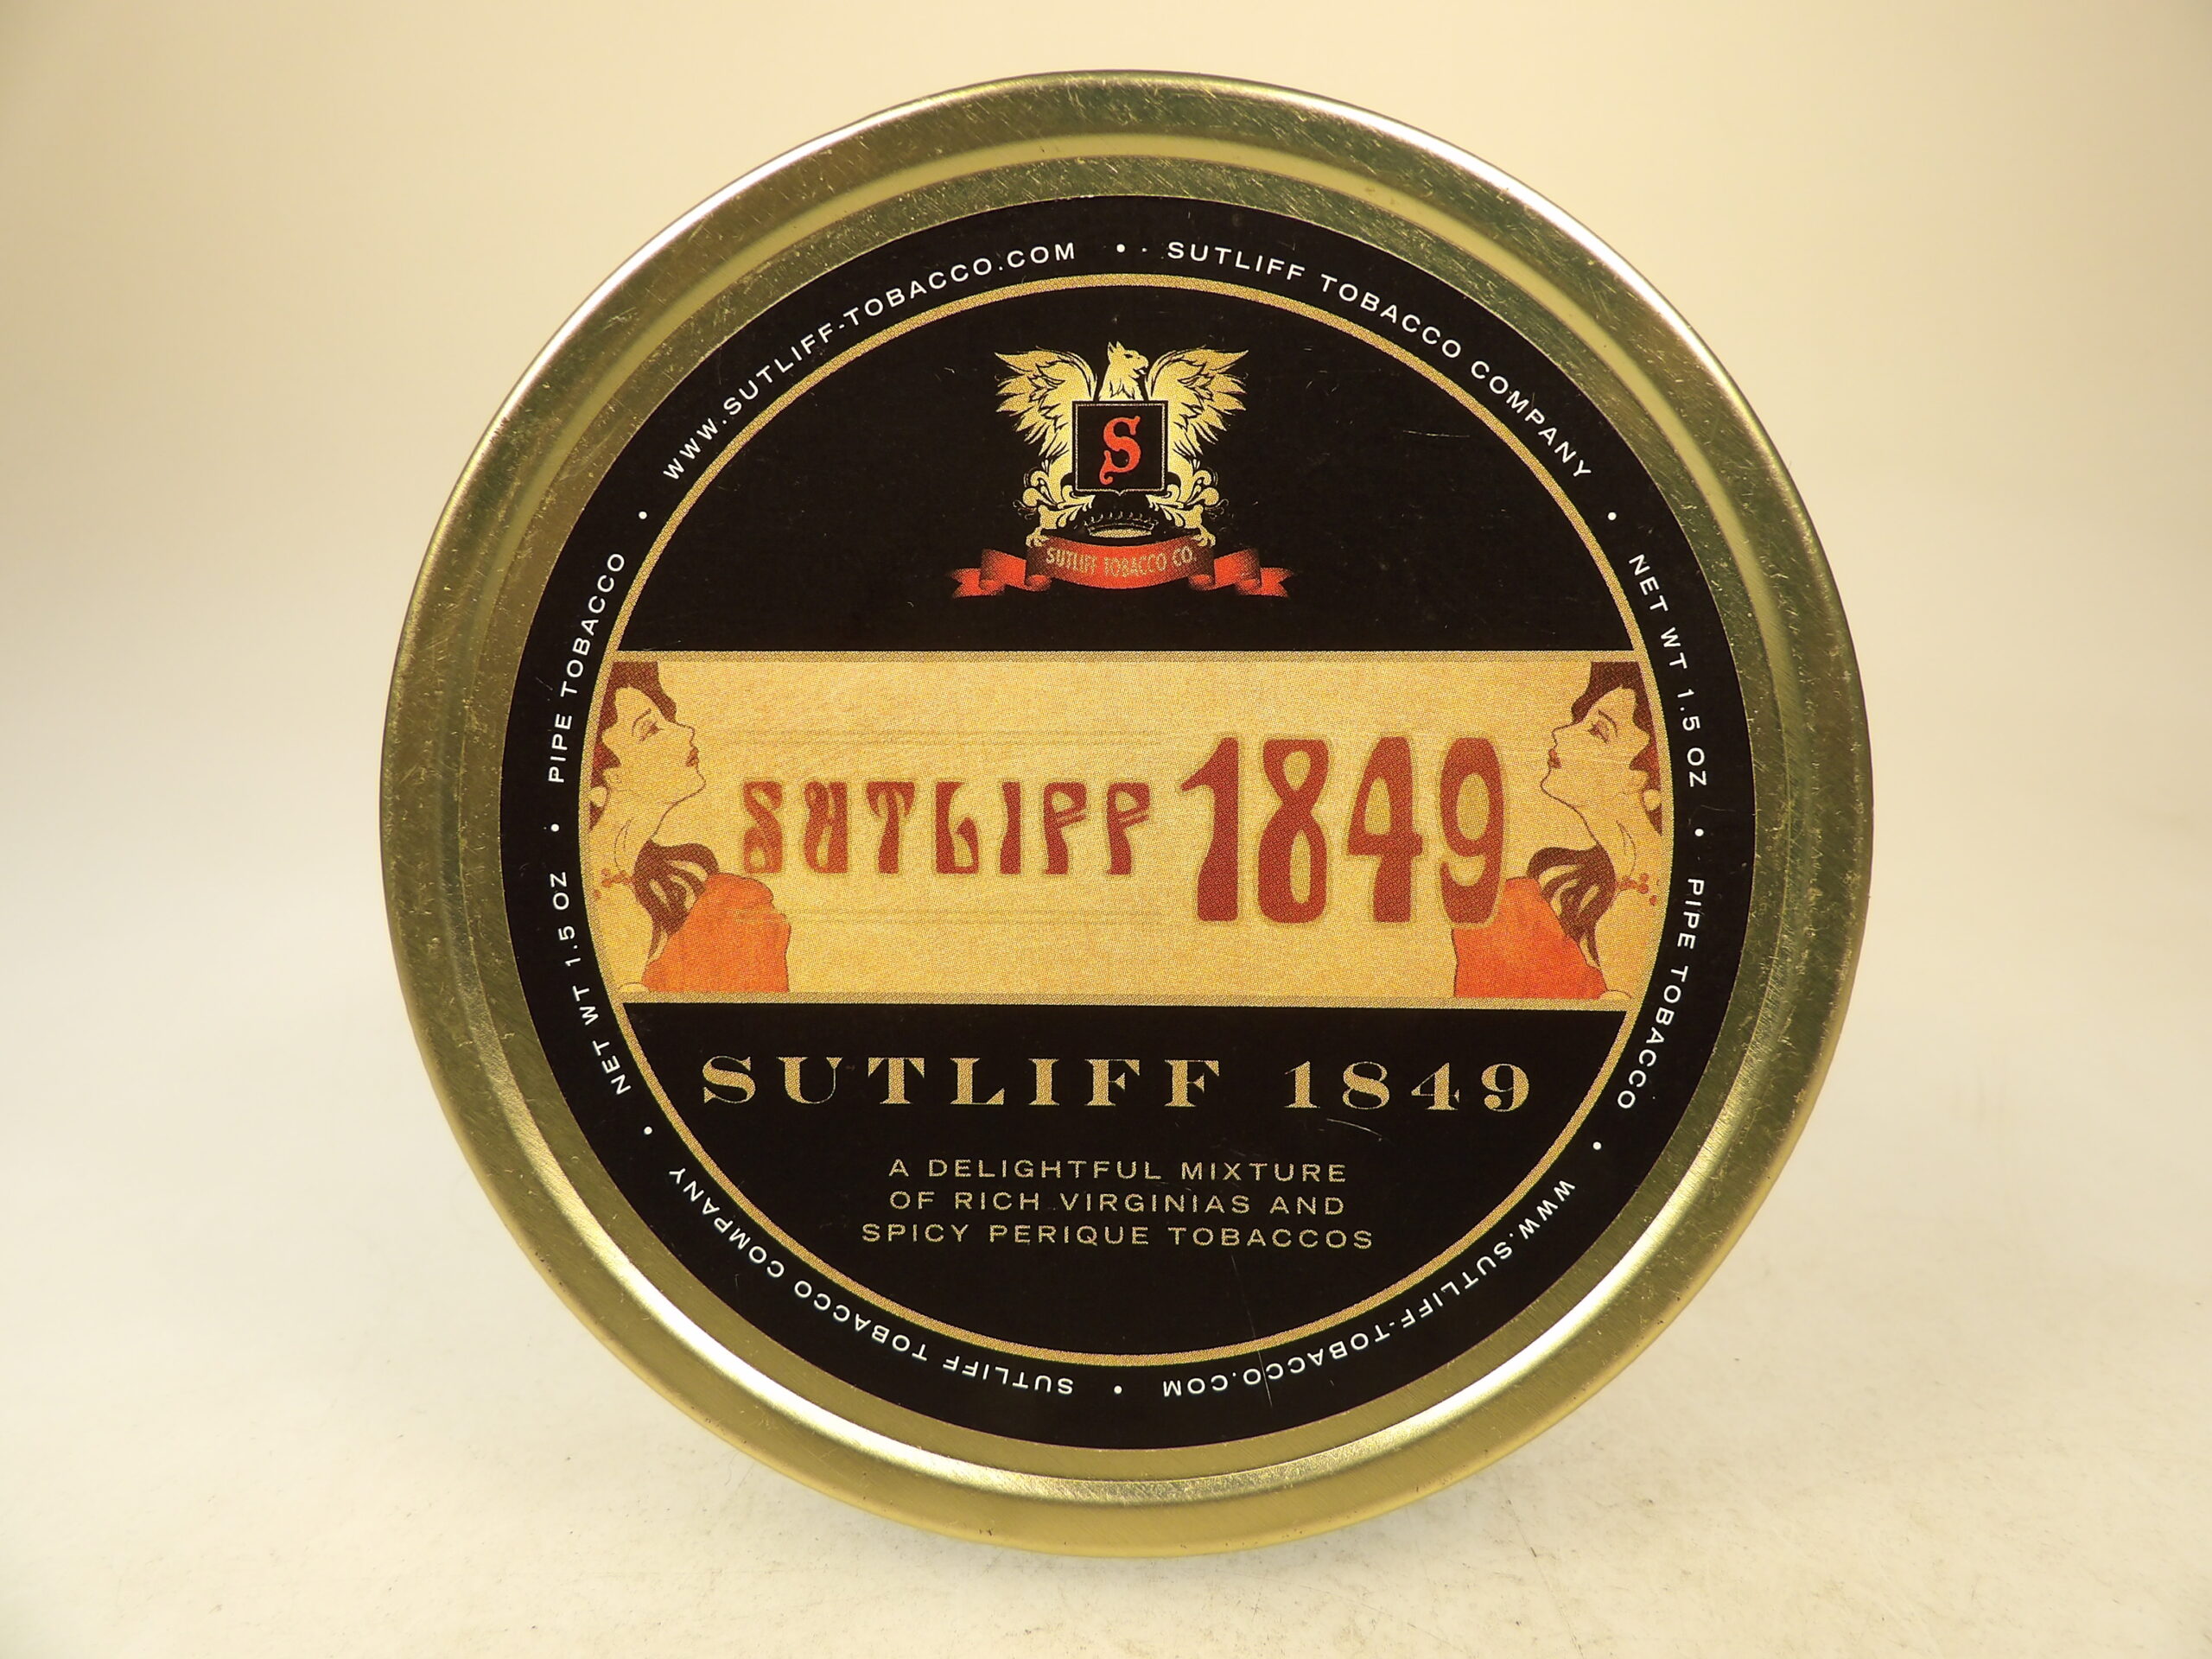 WWW.SUTLIFF-TOBACCO.COM • SUTLIFF TOBACCO COMPANY • NET WT 1.5 OZ • PIPE TOBACCO • WWW.SUTLIFF-TOBACCO.COM • SUTLIFF TOBACCO COMPANY • NET WT 1.5 OZ • PIPE TOBACCO •
S
SUTLIFF TOBACCO CO.
SUTLIFF 1849
SUTLIFF 1849
A DELIGHTFUL MIXTURE
OF RICH VIRGINIAS AND
SPICY PERIQUE TOBACCOS